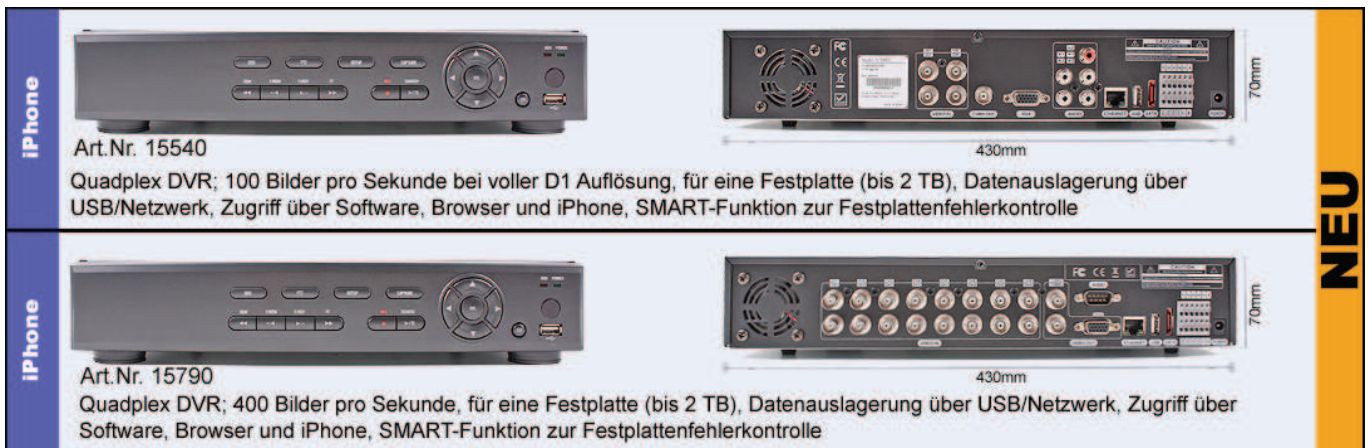 iPhone
Art.Nr. 15540
430mm
70mm
Quadplex DVR; 100 Bilder pro Sekunde bei voller D1 Auflösung, für eine Festplatte (bis 2 TB), Datenauslagerung über
USB/Netzwerk, Zugriff über Software, Browser und iPhone, SMART-Funktion zur Festplattenfehlerkontrolle
NEU
iPhone
Art.Nr. 15790
430mm
70mm
Quadplex DVR; 400 Bilder pro Sekunde, für eine Festplatte (bis 2 TB), Datenauslagerung über USB/Netzwerk, Zugriff über
Software, Browser und iPhone, SMART-Funktion zur Festplattenfehlerkontrolle